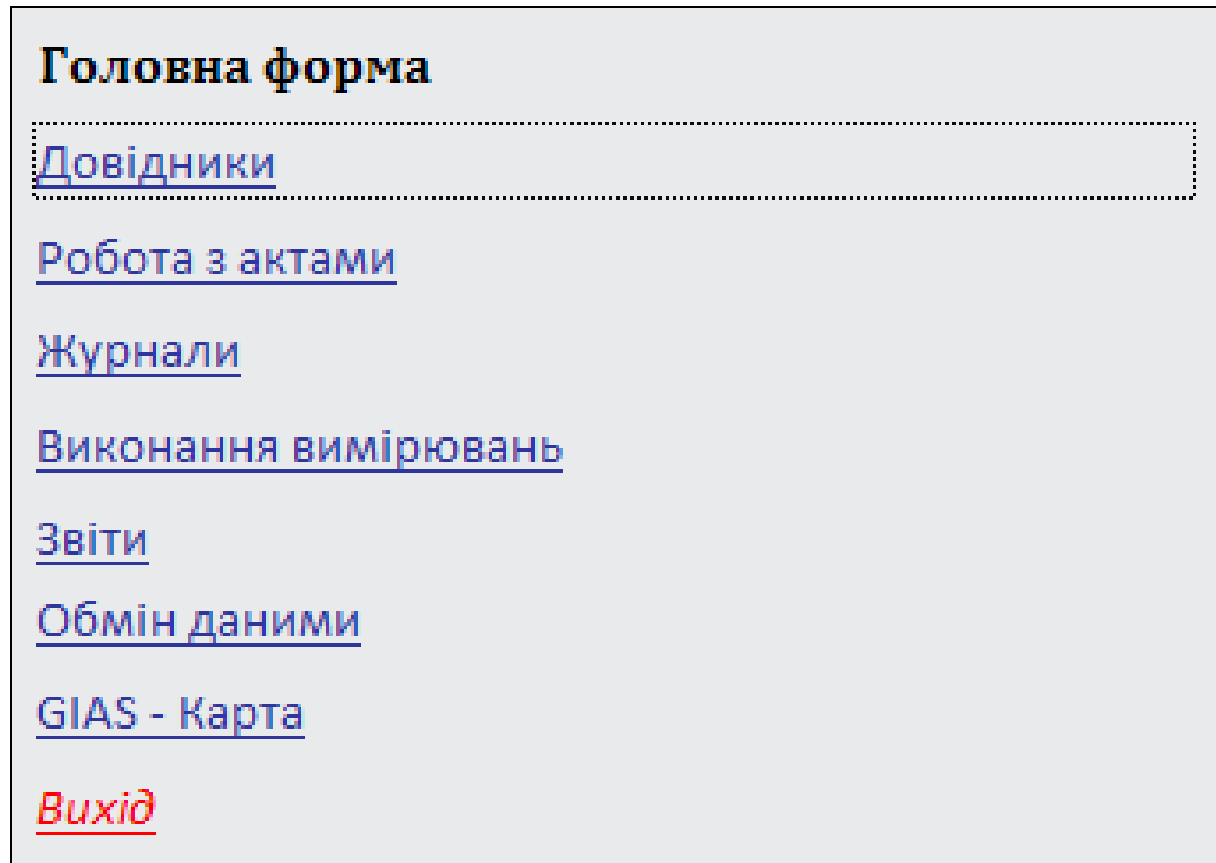 Головна форма
Довідники
Робота з актами
Журнали
Виконання вимірювань
Звіти
Обмін даними
GIAS - Карта
Вихід